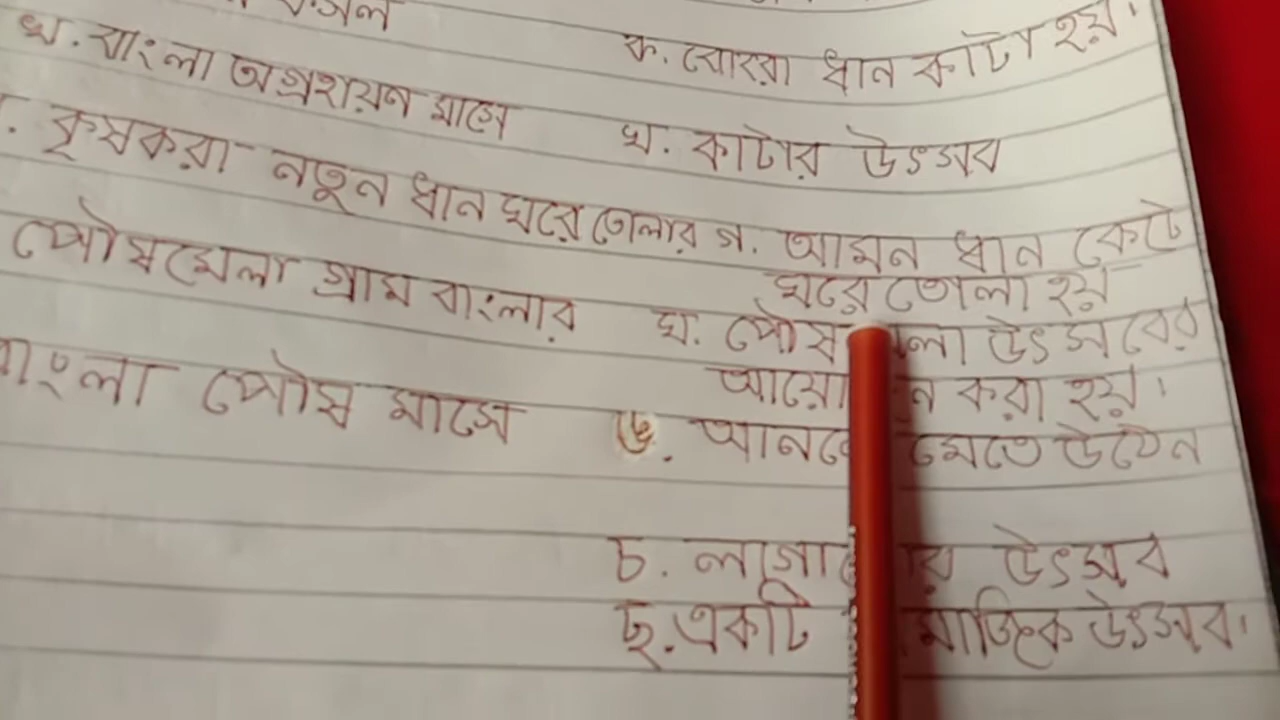 ফসল
ক. বোরো ধান কাটা হয়।
খ. বাংলা অগ্রহায়ন মাসে
খ. কাটার উৎসব
. কৃষকরা নতুন ধান ঘরে তোলার
গ. আমন ধান কেটে
ঘরে তোলা হয়
পৌষমেলা গ্রাম বাংলার
ঘ. পৌষ লা উৎসবের
আয়ো ন করা হয়।
বাংলা পৌষ মাসে
ঙ. আনন্দে মেতে উঠেন
চ. লাগো র উৎসব
ছ. একটি মাজিক উৎসব।